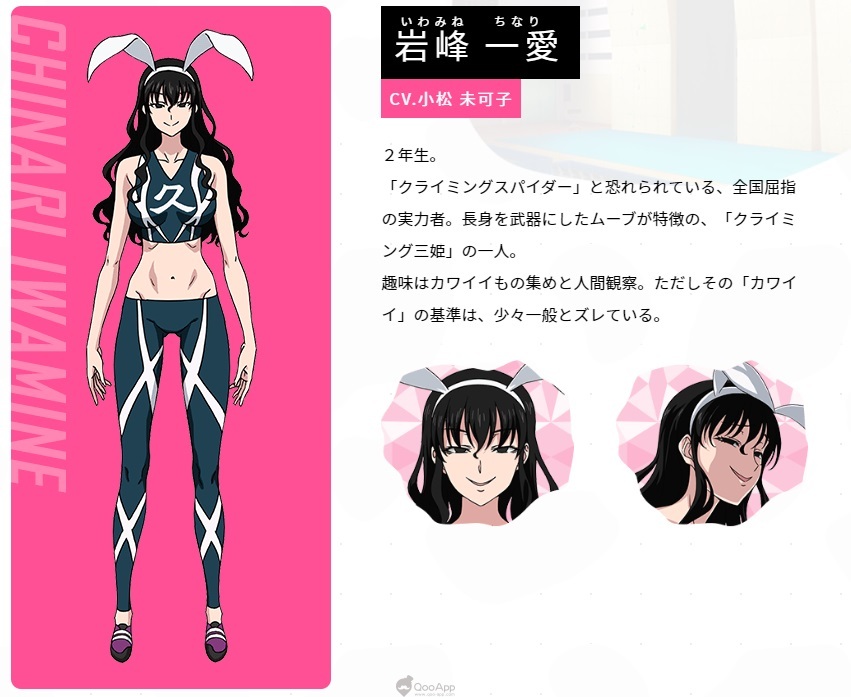 CHINARI IWAMINE
いわみね ちなり
岩峰 一愛
CV.小松 未可子
２年生。
「クライミングスパイダー」と恐れられている、全国屈指
の実力者。長身を武器にしたムーブが特徴の、「クライミ
ング三姫」の一人。
趣味はカワイイもの集めと人間観察。ただしその「カワイ
イ」の基準は、少々一般とズレている。
久
QooApp
www.qoo-app.com